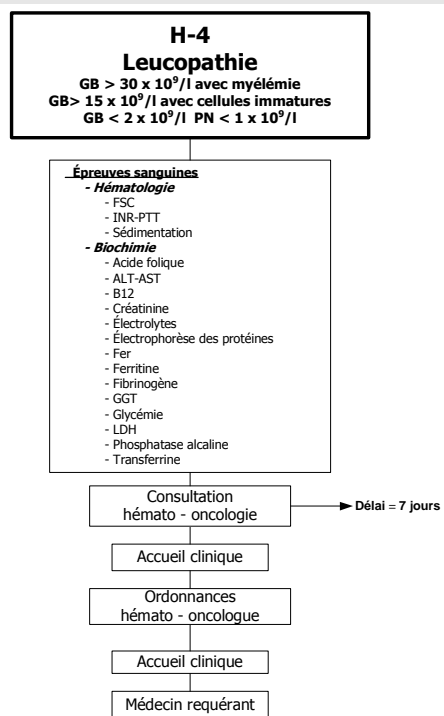 H-4
Leucopathie
GB > 30 x 10⁹/l avec myélémie
GB> 15 x 10⁹/l avec cellules immatures
GB < 2 x 10⁹/l PN < 1 x 10⁹/l
Épreuves sanguines
- Hématologie
- FSC
- INR-PTT
- Sédimentation
- Biochimie
- Acide folique
- ALT-AST
- B12
- Créatinine
- Électrolytes
- Électrophorèse des protéines
- Fer
- Ferritine
- Fibrinogène
- GGT
- Glycémie
- LDH
- Phosphatase alcaline
- Transferrine
Consultation
hémato - oncologie
Délai = 7 jours
Accueil clinique
Ordonnances
hémato - oncologue
Accueil clinique
Médecin requérant